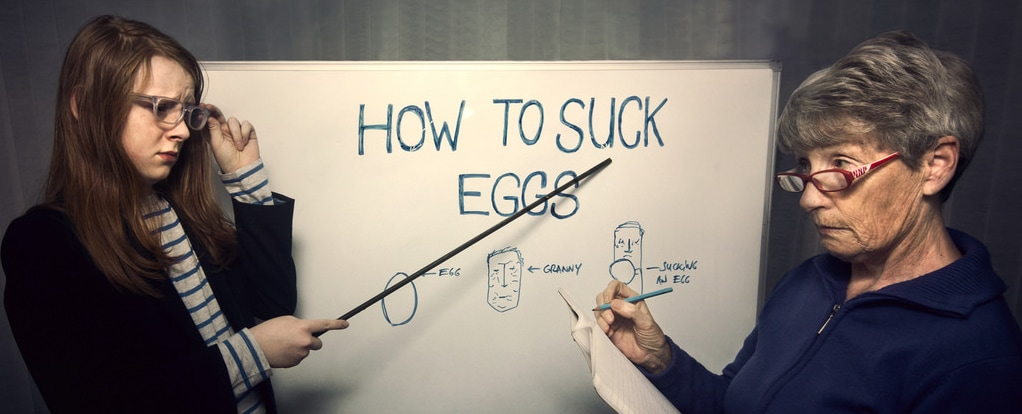 HOW TO SUCK
EGGS
EGG
GRANNY
SUCKING
AN EGG